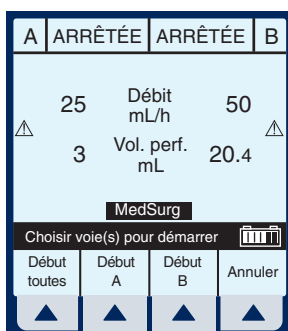 A ARRÊTÉE ARRÊTÉE B
25 Débit mL/h 50
3 Vol. perf. mL 20.4
MedSurg
Choisir voie(s) pour démarrer
Début toutes Début A Début B Annuler